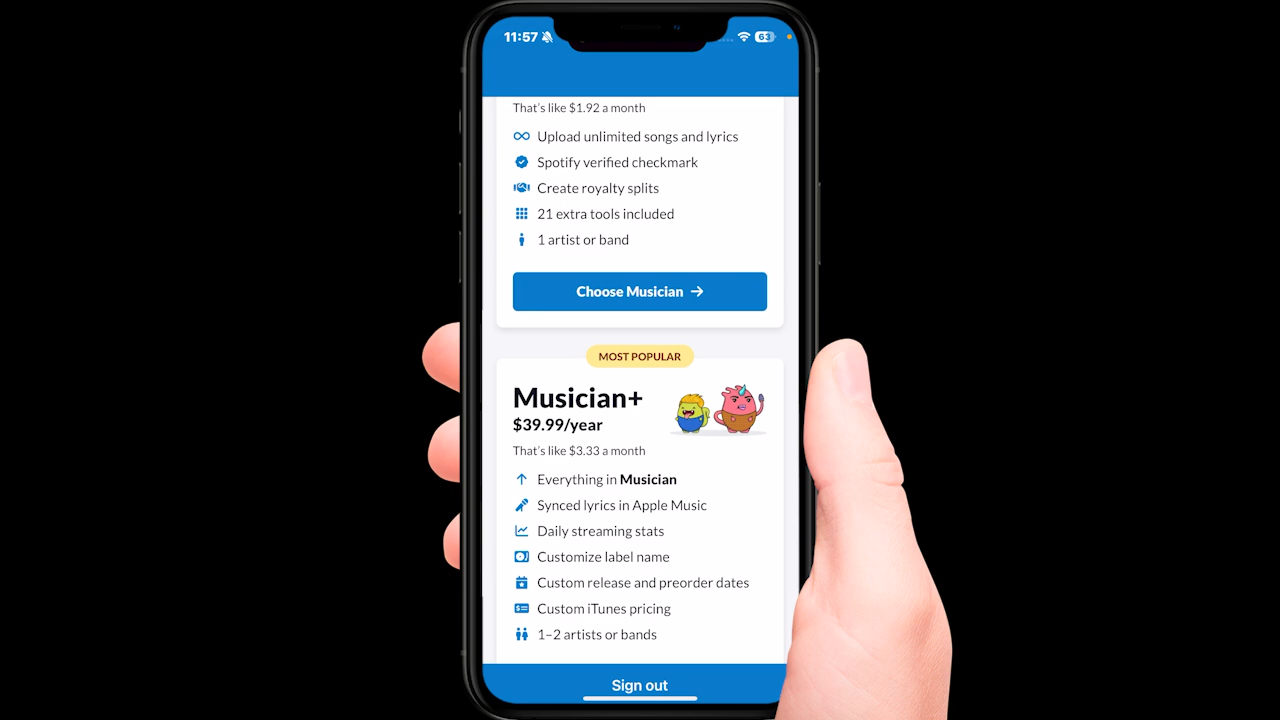 11:57
63
That's like $1.92 a month
Upload unlimited songs and lyrics
Spotify verified checkmark
Create royalty splits
21 extra tools included
1 artist or band
Choose Musician →
MOST POPULAR
Musician+
$39.99/year
That's like $3.33 a month
Everything in Musician
Synced lyrics in Apple Music
Daily streaming stats
Customize label name
Custom release and preorder dates
Custom iTunes pricing
1–2 artists or bands
Sign out